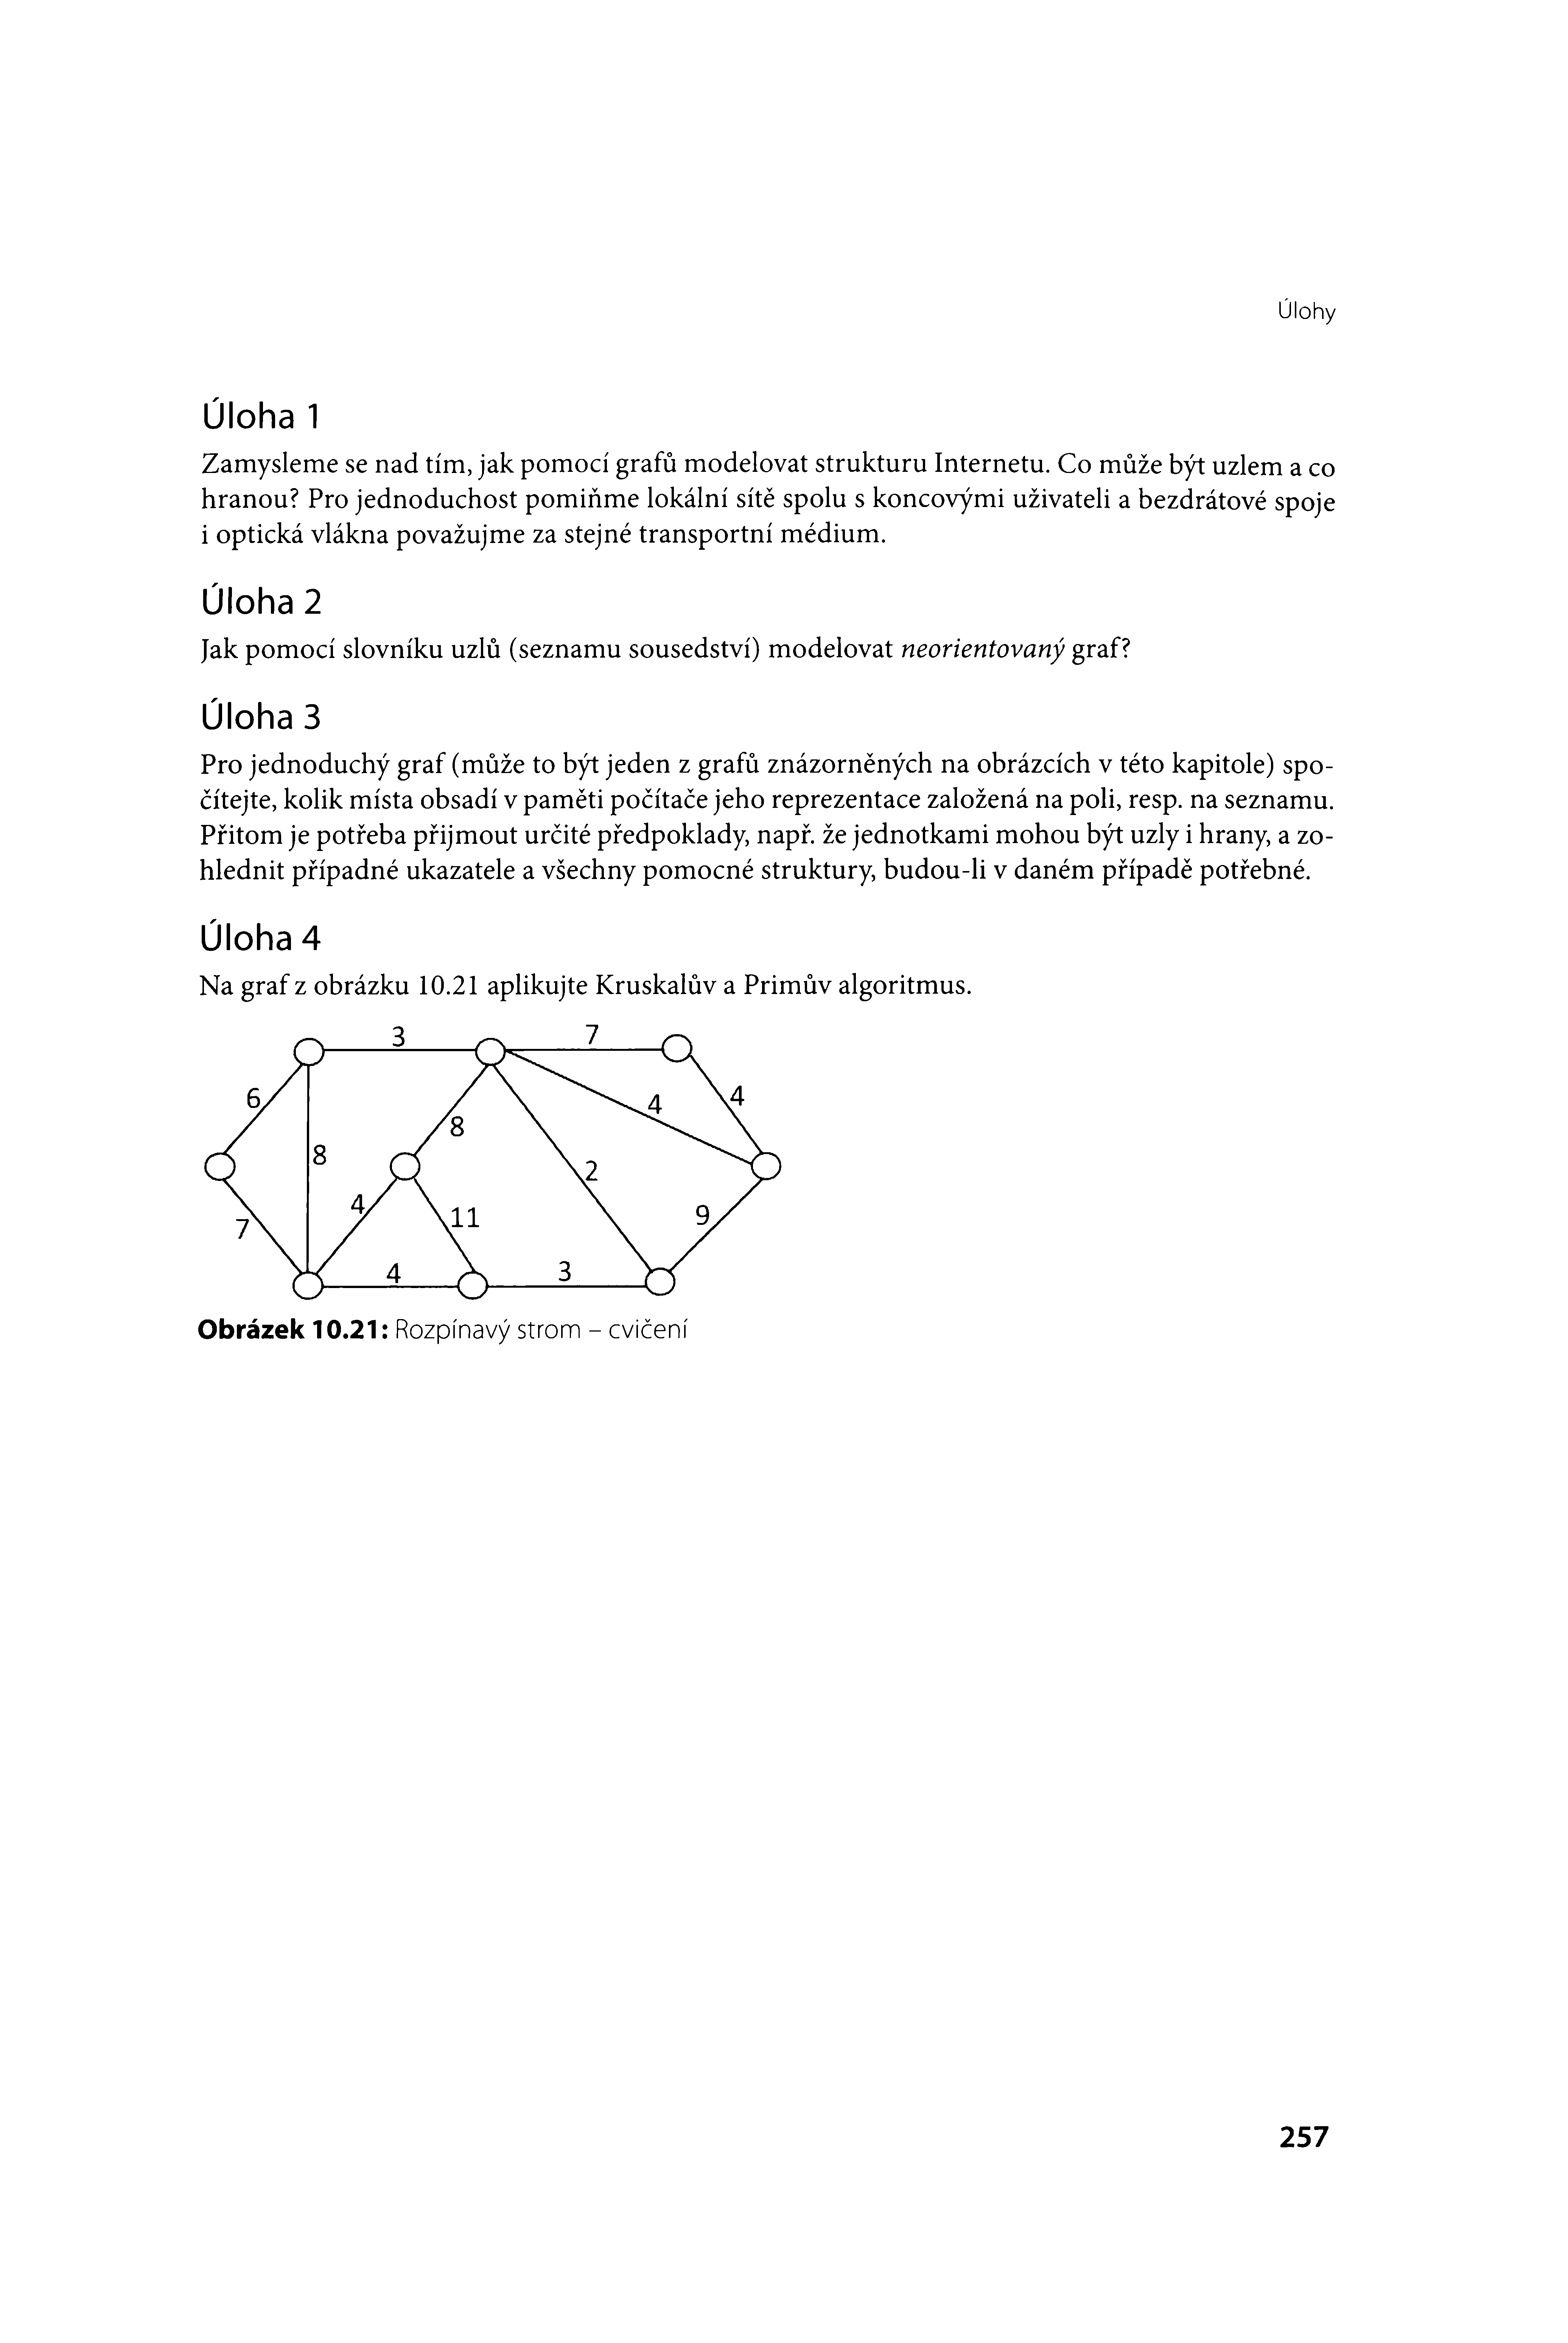 Úlohy
Úloha 1
Zamysleme se nad tím, jak pomocí grafů modelovat strukturu Internetu. Co může být uzlem a co
hranou? Pro jednoduchost pomiňme lokální sítě spolu s koncovými uživateli a bezdrátové spoje
i optická vlákna považujme za stejné transportní médium.
Úloha 2
Jak pomocí slovníku uzlů (seznamu sousedství) modelovat neorientovaný graf?
Úloha 3
Pro jednoduchý graf (může to být jeden z grafů znázorněných na obrázcích v této kapitole) spo-
čítejte, kolik místa obsadí v paměti počítače jeho reprezentace založená na poli, resp. na seznamu.
Přitom je potřeba přijmout určité předpoklady, např. že jednotkami mohou být uzly i hrany, a zo-
hlednit případné ukazatele a všechny pomocné struktury, budou-li v daném případě potřebné.
Úloha 4
Na graf z obrázku 10.21 aplikujte Kruskalův a Primův algoritmus.
3
7
6
4
4
8
8
2
4
11
9
7
4
3
Obrázek 10.21: Rozpínavý strom – cvičení
257